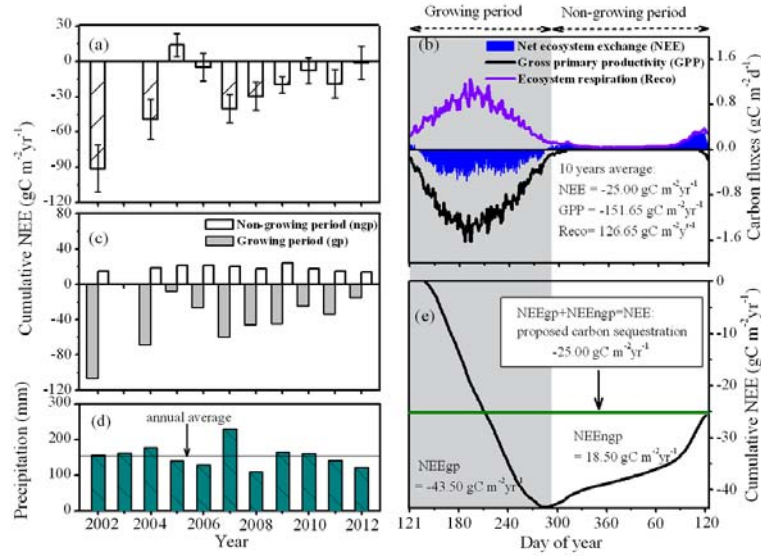 Growing period
Non-growing period
(a)
30
0
-30
-60
-90
-120
Cumulative NEE (gC m⁻²yr⁻¹)
(b)
Net ecosystem exchange (NEE)
Gross primary productivity (GPP)
Ecosystem respiration (Reco)
1.6
0.8
0.0
-0.8
-1.6
Carbon fluxes (gC m⁻² d⁻¹)
10 years average:
NEE = -25.00 gC m⁻²yr⁻¹
GPP = -151.65 gC m⁻²yr⁻¹
Reco= 126.65 gC m⁻²y⁻¹
(c)
Non-growing period (ngp)
Growing period (gp)
80
40
0
-40
-80
-120
(d)
annual average
300
200
100
0
Precipitation (mm)
2002
2004
2006
2008
2010
2012
Year
(e)
NEEgp+NEEngp=NEE:
proposed carbon sequestration
-25.00 gC m⁻²yr⁻¹
NEEgp
= -43.50 gC m⁻²yr⁻¹
NEEngp
= 18.50 gC m⁻²yr⁻¹
0
-10
-20
-30
-40
Cumulative NEE (gC m⁻²yr⁻¹)
121
180
240
300
360
60
120
Day of year